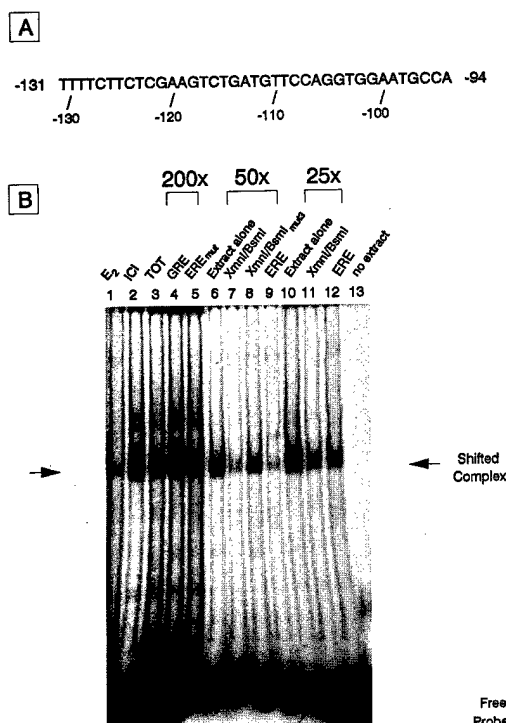 A
-131 TTTTCTTCTCGAAGTCTGATGTTCCAGGTGGAATGCCA -94
-130 -120 -110 -100
B
200x 50x 25x
E2 ICI TOT GRE EREmut Extract alone XmnI/BsmI XmnI/BsmImut3 ERE Extract alone XmnI/BsmI ERE no extract
1 2 3 4 5 6 7 8 9 10 11 12 13
Shifted
Complex
Free
Probe